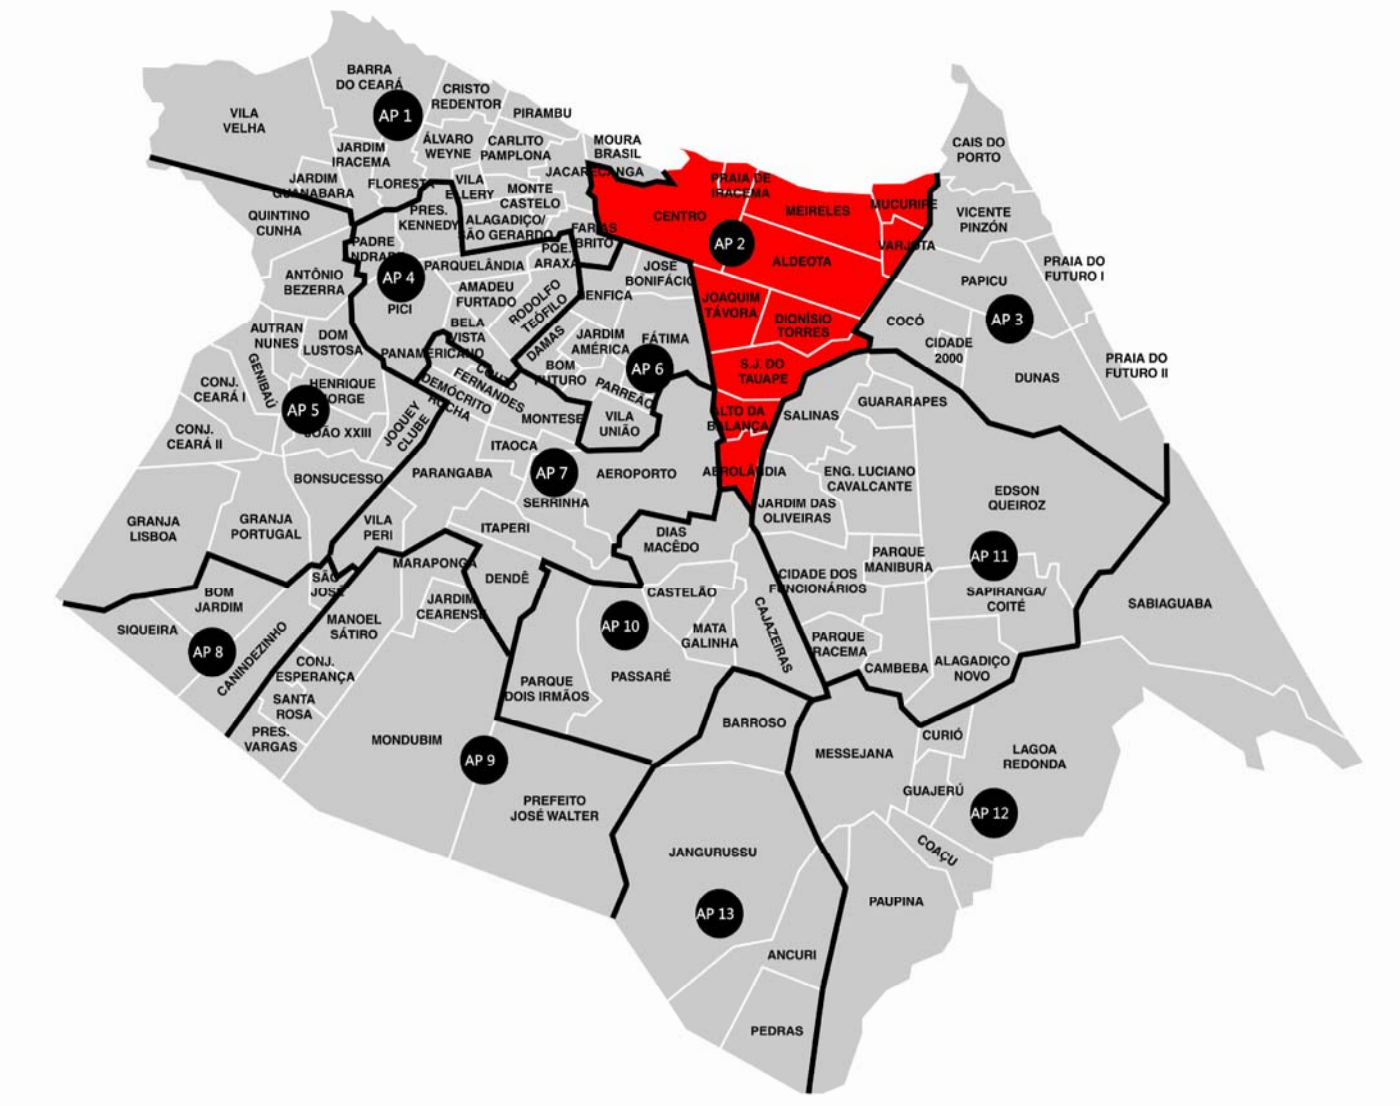 BARRA
DO CEARÁ
AP 1
CRISTO
REDENTOR
PIRAMBU
VILA
VELHA
MOURA
BRASIL
ÁLVARO
WEYNE
CARLITO
PAMPLONA
JARDIM
IRACEMA
JACARECANGA
JARDIM
GUANABARA
FLORESTA
VILA
ELLERY
MONTE
CASTELO
CAIS DO
PORTO
PRAIA DE
IRACEMA
MEIRELES
MUCURIPE
CENTRO
AP 2
VARJOTA
ALDEOTA
QUINTINO
CUNHA
PRES.
KENNEDY
ALAGADIÇO/
SÃO GERARDO
FARIAS
BRITO
VICENTE
PINZÓN
PADRE
NDRAD
AP 4
PICI
PARQUELÂNDIA
PQE.
ARAXÁ
AMADEU
FURTADO
RODOLFO
TEÓFILO
JOSÉ
BONIFÁCIO
BENFICA
ANTÔNIO
BEZERRA
JOAQUIM
TÁVORA
DIONÍSIO
TORRES
PAPICU
AP 3
PRAIA DO
FUTURO I
COCÓ
CIDADE
2000
DUNAS
PRAIA DO
FUTURO II
AUTRAN
NUNES
DOM
LUSTOSA
BELA
VISTA
PANAMERICANO
DAMAS
JARDIM
AMÉRICA
FÁTIMA
AP 6
BOM
FUTURO
PARREÃO
S.J. DO
TAUAPE
GENIBAÚ
CONJ.
CEARÁ I
HENRIQUE
JORGE
AP 5
JOÃO XXIII
JOQUEY
CLUBE
DEMÓCRITO
ROCHA
COUTO
FERNANDES
MONTESE
VILA
UNIÃO
ALTO DA
BALANÇA
SALINAS
GUARARAPES
CONJ.
CEARÁ II
ITAOCA
BONSUCESSO
PARANGABA
AP 7
SERRINHA
AEROPORTO
AEROLÂNDIA
ENG. LUCIANO
CAVALCANTE
JARDIM DAS
OLIVEIRAS
EDSON
QUEIROZ
GRANJA
LISBOA
GRANJA
PORTUGAL
VILA
PERI
ITAPERI
DIAS
MACÊDO
AP 11
PARQUE
MANIBURA
MARAPONGA
DENDÊ
SÃO
JOSÉ
BOM
JARDIM
SIQUEIRA
AP 8
CANINDEZINHO
MANOEL
SÁTIRO
JARDIM
CEARENSE
CASTELÃO
AP 10
MATA
GALINHA
CAJAZEIRAS
CIDADE DOS
FUNCIONÁRIOS
SAPIRANGA/
COITÉ
SABIAGUABA
PARQUE
IRACEMA
CAMBEBA
ALAGADIÇO
NOVO
CONJ.
ESPERANÇA
SANTA
ROSA
PRES.
VARGAS
PARQUE
DOIS IRMÃOS
PASSARÉ
MONDUBIM
AP 9
BARROSO
MESSEJANA
CURIÓ
LAGOA
REDONDA
GUAJERÚ
AP 12
PREFEITO
JOSÉ WALTER
JANGURUSSU
COAÇU
AP 13
PAUPINA
ANCURI
PEDRAS